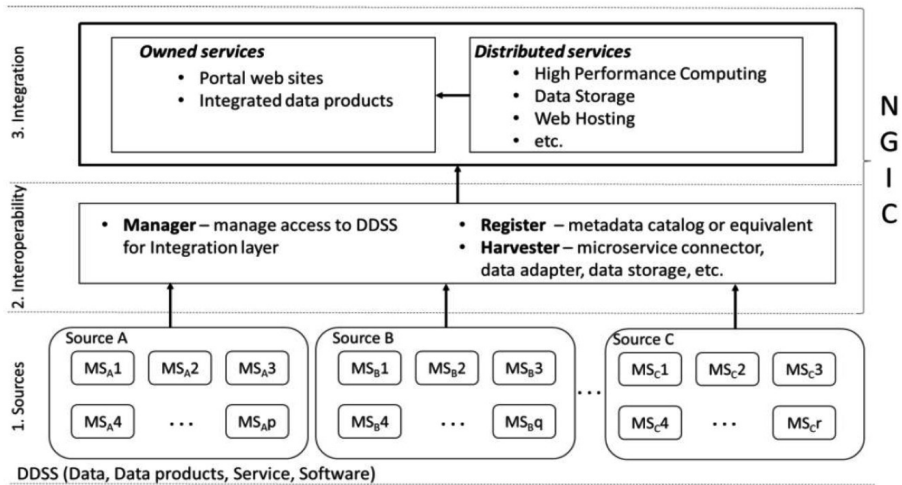 3. Integration
Owned services
• Portal web sites
• Integrated data products
Distributed services
• High Performance Computing
• Data Storage
• Web Hosting
• etc.
N
G
I
C
2. Interoperability
• Manager – manage access to DDSS
for Integration layer
• Register – metadata catalog or equivalent
• Harvester – microservice connector,
data adapter, data storage, etc.
1. Sources
Source A
MSA1 MSA2 MSA3
MSA4 ... MSAp
Source B
MSB1 MSB2 MSB3
MSB4 ... MSBq
...
Source C
MSC1 MSC2 MSC3
MSC4 ... MSCr
DDSS (Data, Data products, Service, Software)